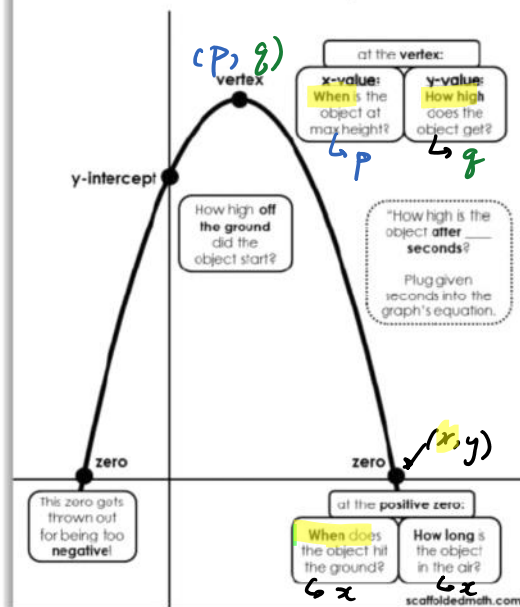 (p, q)
vertex
at the vertex:
x-value:
When is the
object at
max height?
↳ p
y-value:
How high
does the
object get?
↳ q
y-intercept
How high off
the ground
did the
object start?
"How high is the
object after ___
seconds?
Plug given
seconds into the
graph's equation.
zero
zero
(x, y)
This zero gets
thrown out
for being too
negative!
at the positive zero:
When does
the object hit
the ground?
↳ x
How long is
the object
in the air?
↳ x
scaffoldedmath.com